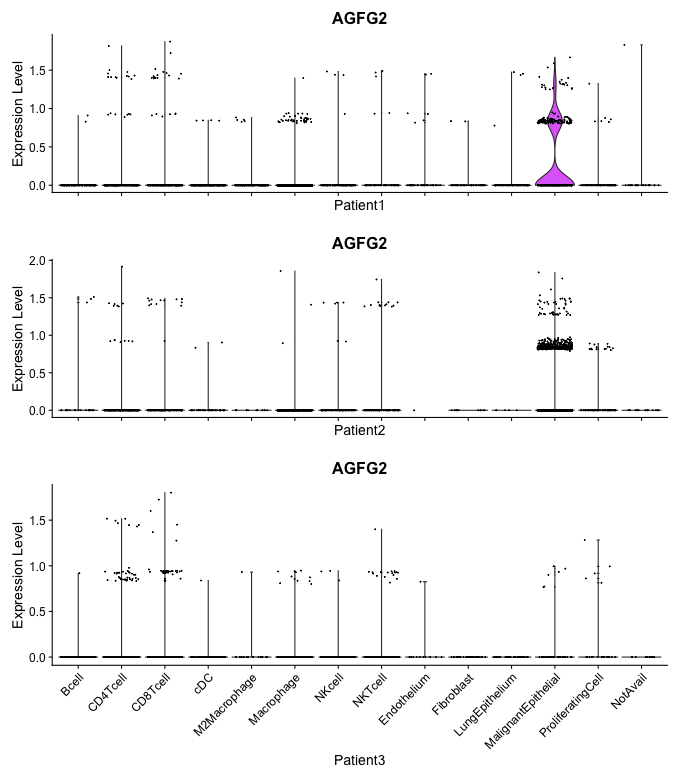 AGFG2
Expression Level
1.5
1.0
0.5
0.0
Patient1
AGFG2
Expression Level
2.0
1.5
1.0
0.5
0.0
Patient2
AGFG2
Expression Level
1.5
1.0
0.5
0.0
Bcell
CD4Tcell
CD8Tcell
cDC
M2Macrophage
Macrophage
NKcell
NKTcell
Endothelium
Fibroblast
LungEpithelium
MalignantEpithelial
ProliferatingCell
NotAvail
Patient3